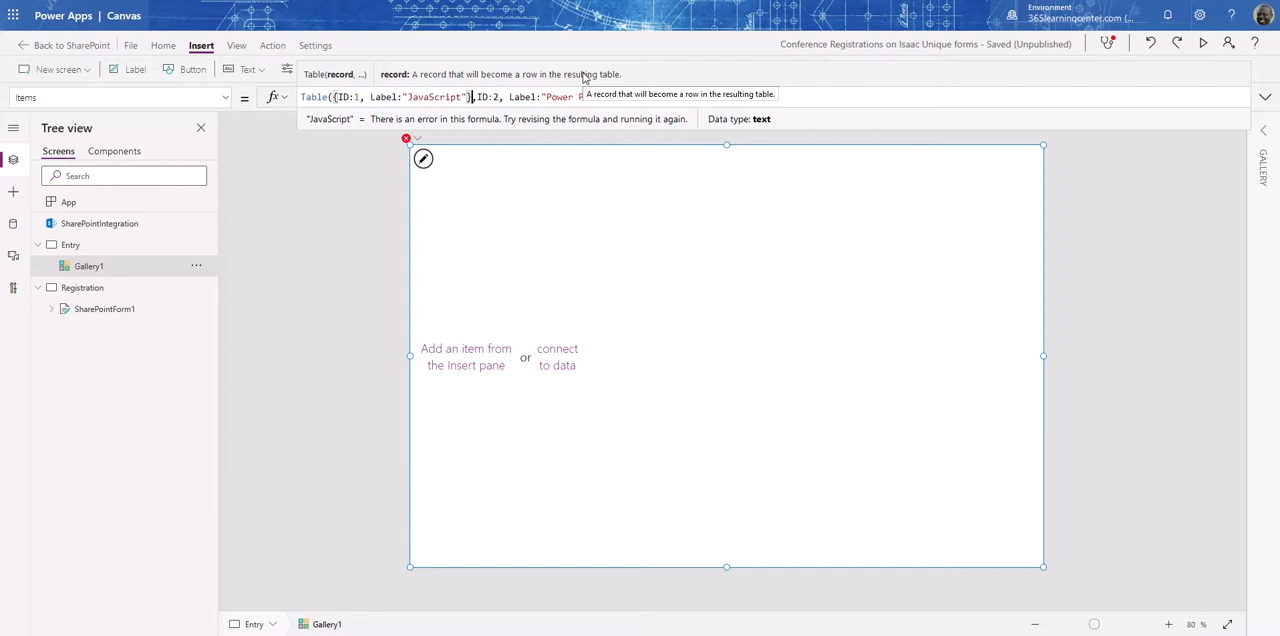 Power Apps | Canvas
Environment
365learningcenter.com (...
Back to SharePoint File Home Insert View Action Settings
Conference Registrations on Isaac Unique forms - Saved (Unpublished)
New screen Label Button Text
Table(record, ...) record: A record that will become a row in the resulting table.
Items = fx Table({ID:1, Label:"JavaScript"},ID:2, Label:"Power P
A record that will become a row in the resulting table.
"JavaScript" = There is an error in this formula. Try revising the formula and running it again. Data type: text
Tree view
Screens Components
Search
App
SharePointIntegration
Entry
Gallery1
Registration
SharePointForm1
Add an item from
the Insert pane
or
connect
to data
GALLERY
Entry Gallery1 80 %